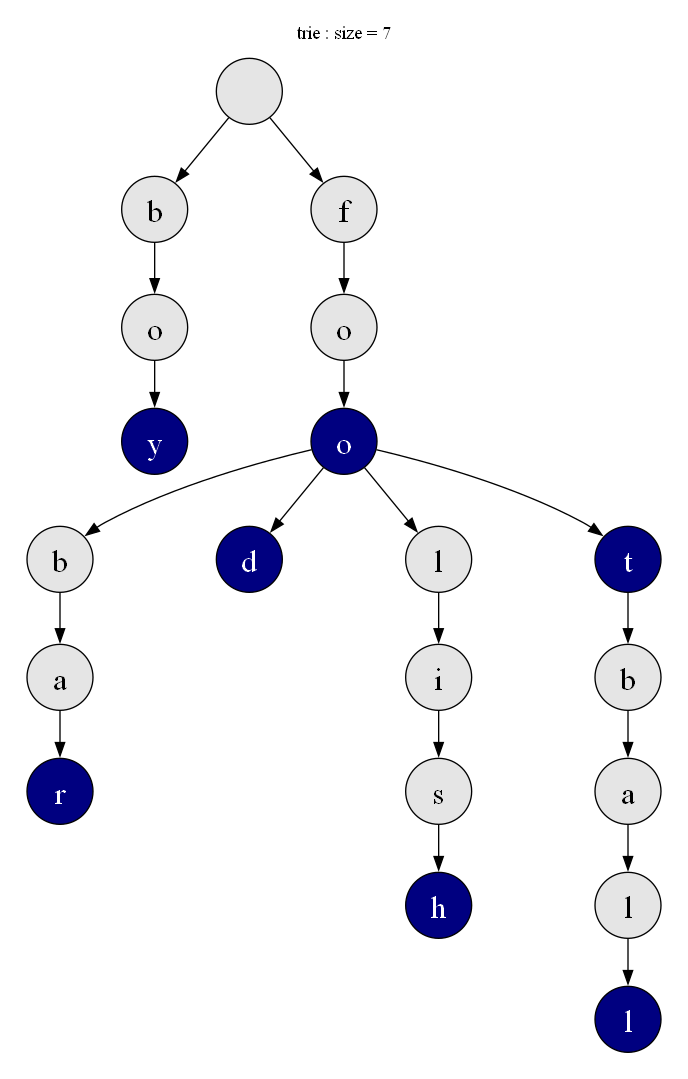 trie : size = 7
b f
o o
y o
b d l t
a i b
r s a
h l
l